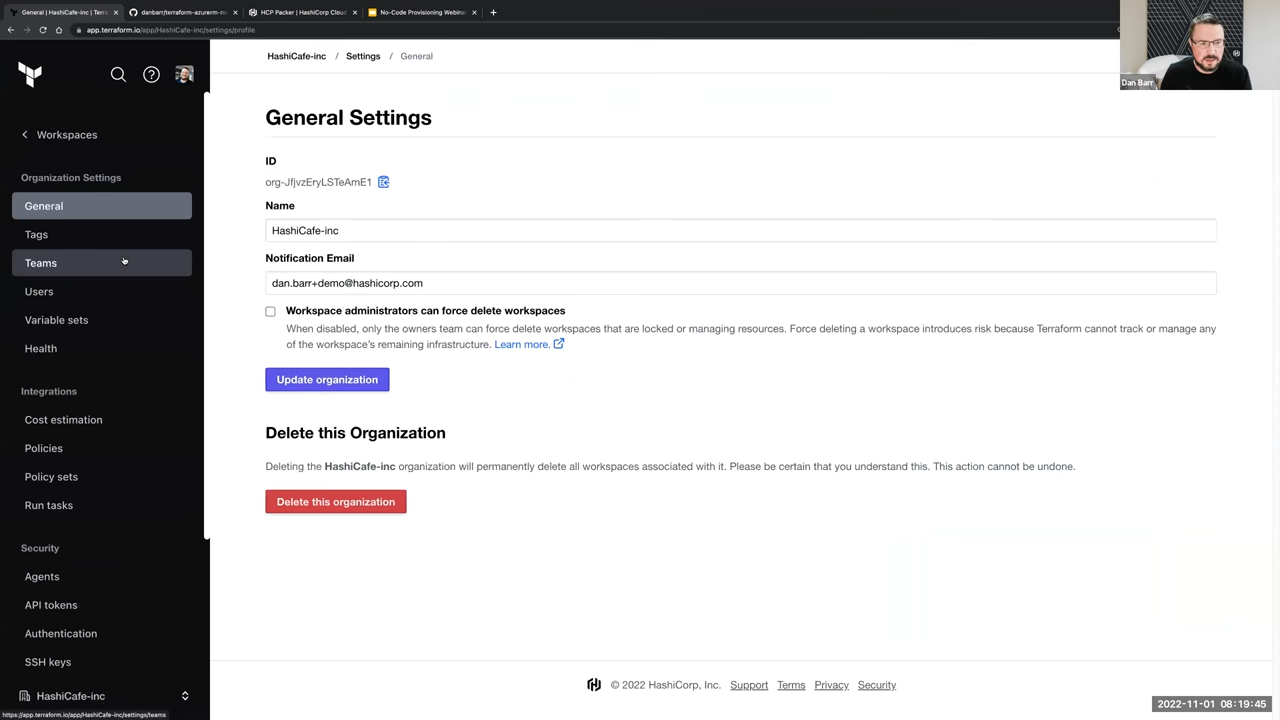 General | HashiCafe-inc | Terra
danbarr/terraform-azurerm-no
HCP Packer | HashiCorp Cloud
No-Code Provisioning Webinar
app.terraform.io/app/HashiCafe-inc/settings/profile
Dan Barr
Workspaces
Organization Settings
General
Tags
Teams
Users
Variable sets
Health
Integrations
Cost estimation
Policies
Policy sets
Run tasks
Security
Agents
API tokens
Authentication
SSH keys
HashiCafe-inc
https://app.terraform.io/app/HashiCafe-inc/settings/teams
HashiCafe-inc / Settings / General
General Settings
ID
org-JfjvzEryLSTeAmE1
Name
HashiCafe-inc
Notification Email
dan.barr+demo@hashicorp.com
Workspace administrators can force delete workspaces
When disabled, only the owners team can force delete workspaces that are locked or managing resources. Force deleting a workspace introduces risk because Terraform cannot track or manage any
of the workspace's remaining infrastructure. Learn more.
Update organization
Delete this Organization
Deleting the HashiCafe-inc organization will permanently delete all workspaces associated with it. Please be certain that you understand this. This action cannot be undone.
Delete this organization
© 2022 HashiCorp, Inc. Support Terms Privacy Security
2022-11-01 08:19:45